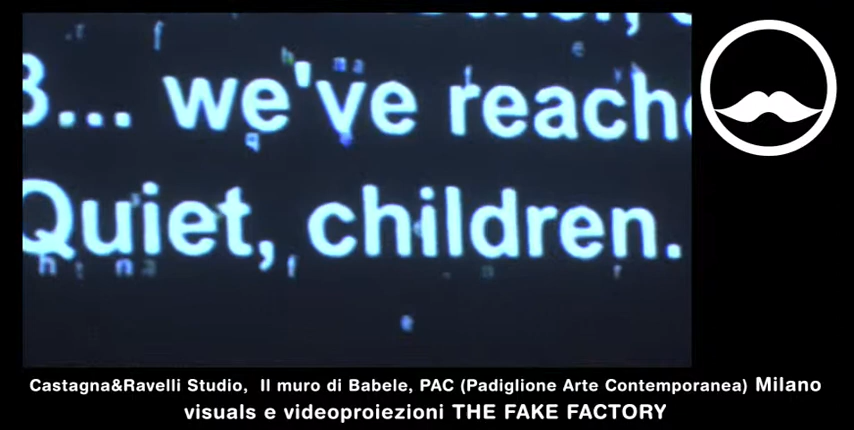 3... we've reach
Quiet, children.
Castagna&Ravelli Studio, Il muro di Babele, PAC (Padiglione Arte Contemporanea) Milano
visuals e videoproiezioni THE FAKE FACTORY